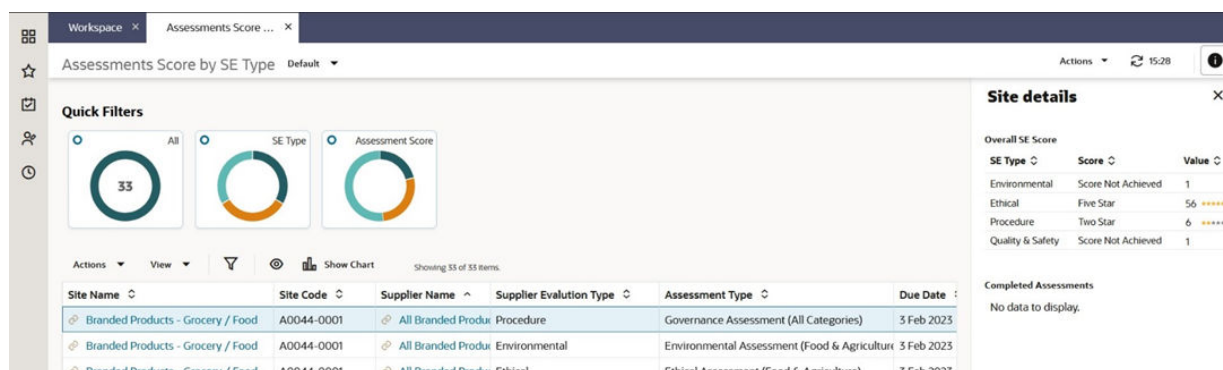 Workspace ×
Assessments Score ... ×
Assessments Score by SE Type Default
Actions 15:28
Quick Filters
All
33
SE Type
Assessment Score
Actions View Show Chart Showing 33 of 33 items.
Site Name Site Code Supplier Name Supplier Evalution Type Assessment Type Due Date
Branded Products - Grocery / Food A0044-0001 All Branded Produ Procedure Governance Assessment (All Categories) 3 Feb 2023
Branded Products - Grocery / Food A0044-0001 All Branded Produ Environmental Environmental Assessment (Food & Agriculture 3 Feb 2023
Site details ×
Overall SE Score
SE Type Score Value
Environmental Score Not Achieved 1
Ethical Five Star 56
Procedure Two Star 6
Quality & Safety Score Not Achieved 1
Completed Assessments
No data to display.